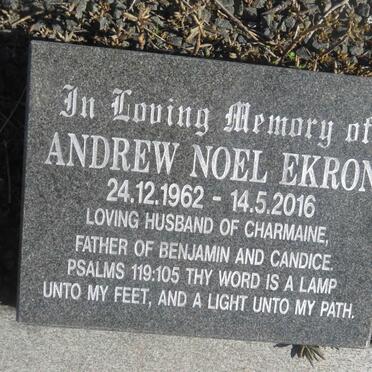 In Loving Memory of
ANDREW NOEL EKRON
24.12.1962 - 14.5.2016
LOVING HUSBAND OF CHARMAINE,
FATHER OF BENJAMIN AND CANDICE.
PSALMS 119:105 THY WORD IS A LAMP
UNTO MY FEET, AND A LIGHT UNTO MY PATH.